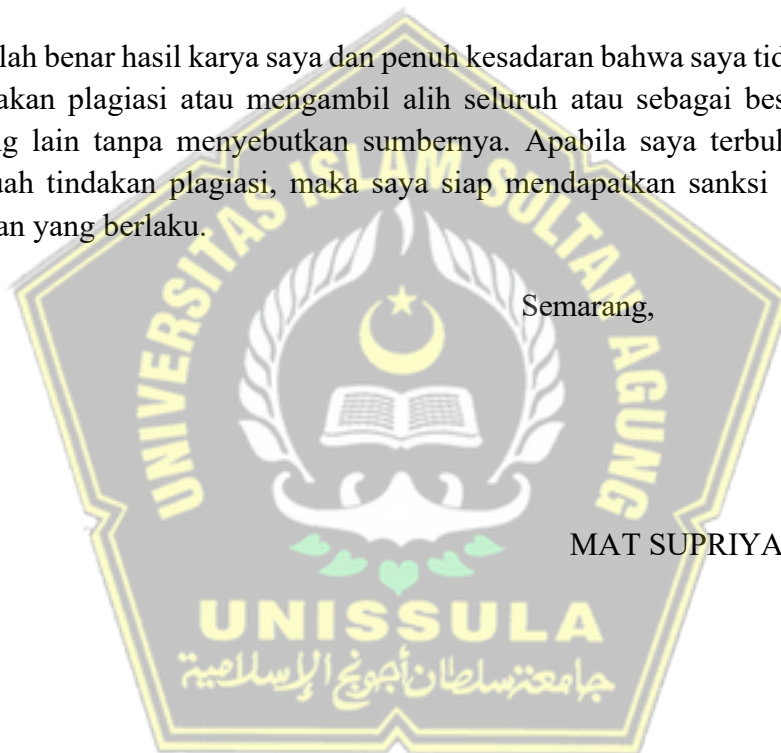 lah benar hasil karya saya dan penuh kesadaran bahwa saya tid
akan plagiasi atau mengambil alih seluruh atau sebagai bes
g lain tanpa menyebutkan sumbernya. Apabila saya terbul
uah tindakan plagiasi, maka saya siap mendapatkan sanksi
an yang berlaku.
Semarang,
MAT SUPRIYA
UNIVERSITAS ISLAM SULTAN AGUNG
UNISSULA
جامعة سلطان أجونج الإسلامية